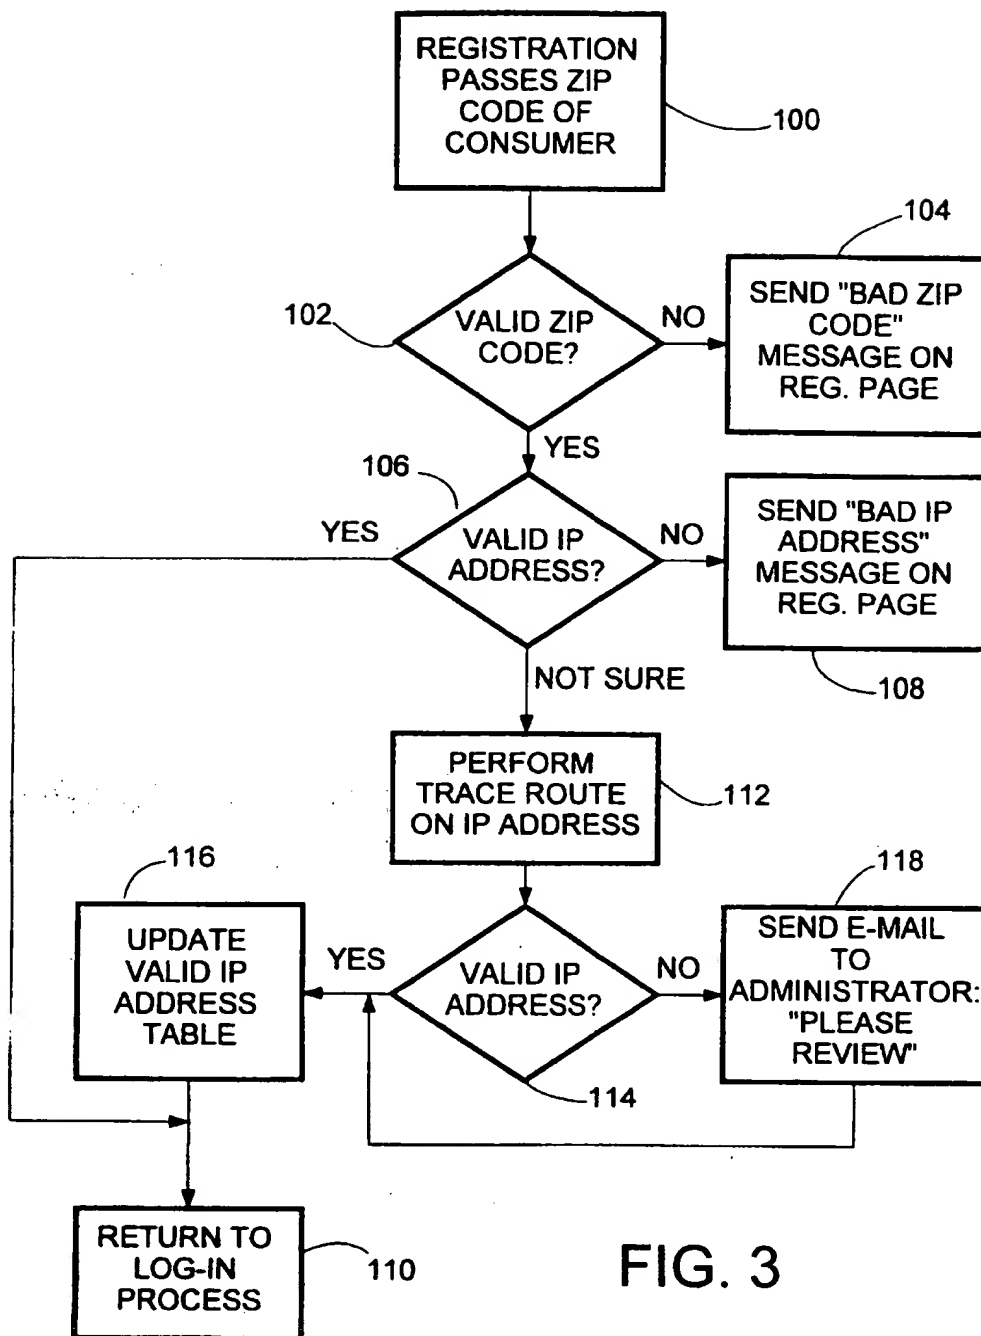 REGISTRATION
PASSES ZIP
CODE OF
CONSUMER
100
104
102
VALID ZIP
CODE?
NO
SEND "BAD ZIP
CODE"
MESSAGE ON
REG. PAGE
YES
106
YES
VALID IP
ADDRESS?
NO
SEND "BAD IP
ADDRESS"
MESSAGE ON
REG. PAGE
108
NOT SURE
PERFORM
TRACE ROUTE
ON IP ADDRESS
112
116
118
UPDATE
VALID IP
ADDRESS
TABLE
YES
VALID IP
ADDRESS?
NO
SEND E-MAIL
TO
ADMINISTRATOR:
"PLEASE
REVIEW"
114
RETURN TO
LOG-IN
PROCESS
110
FIG. 3